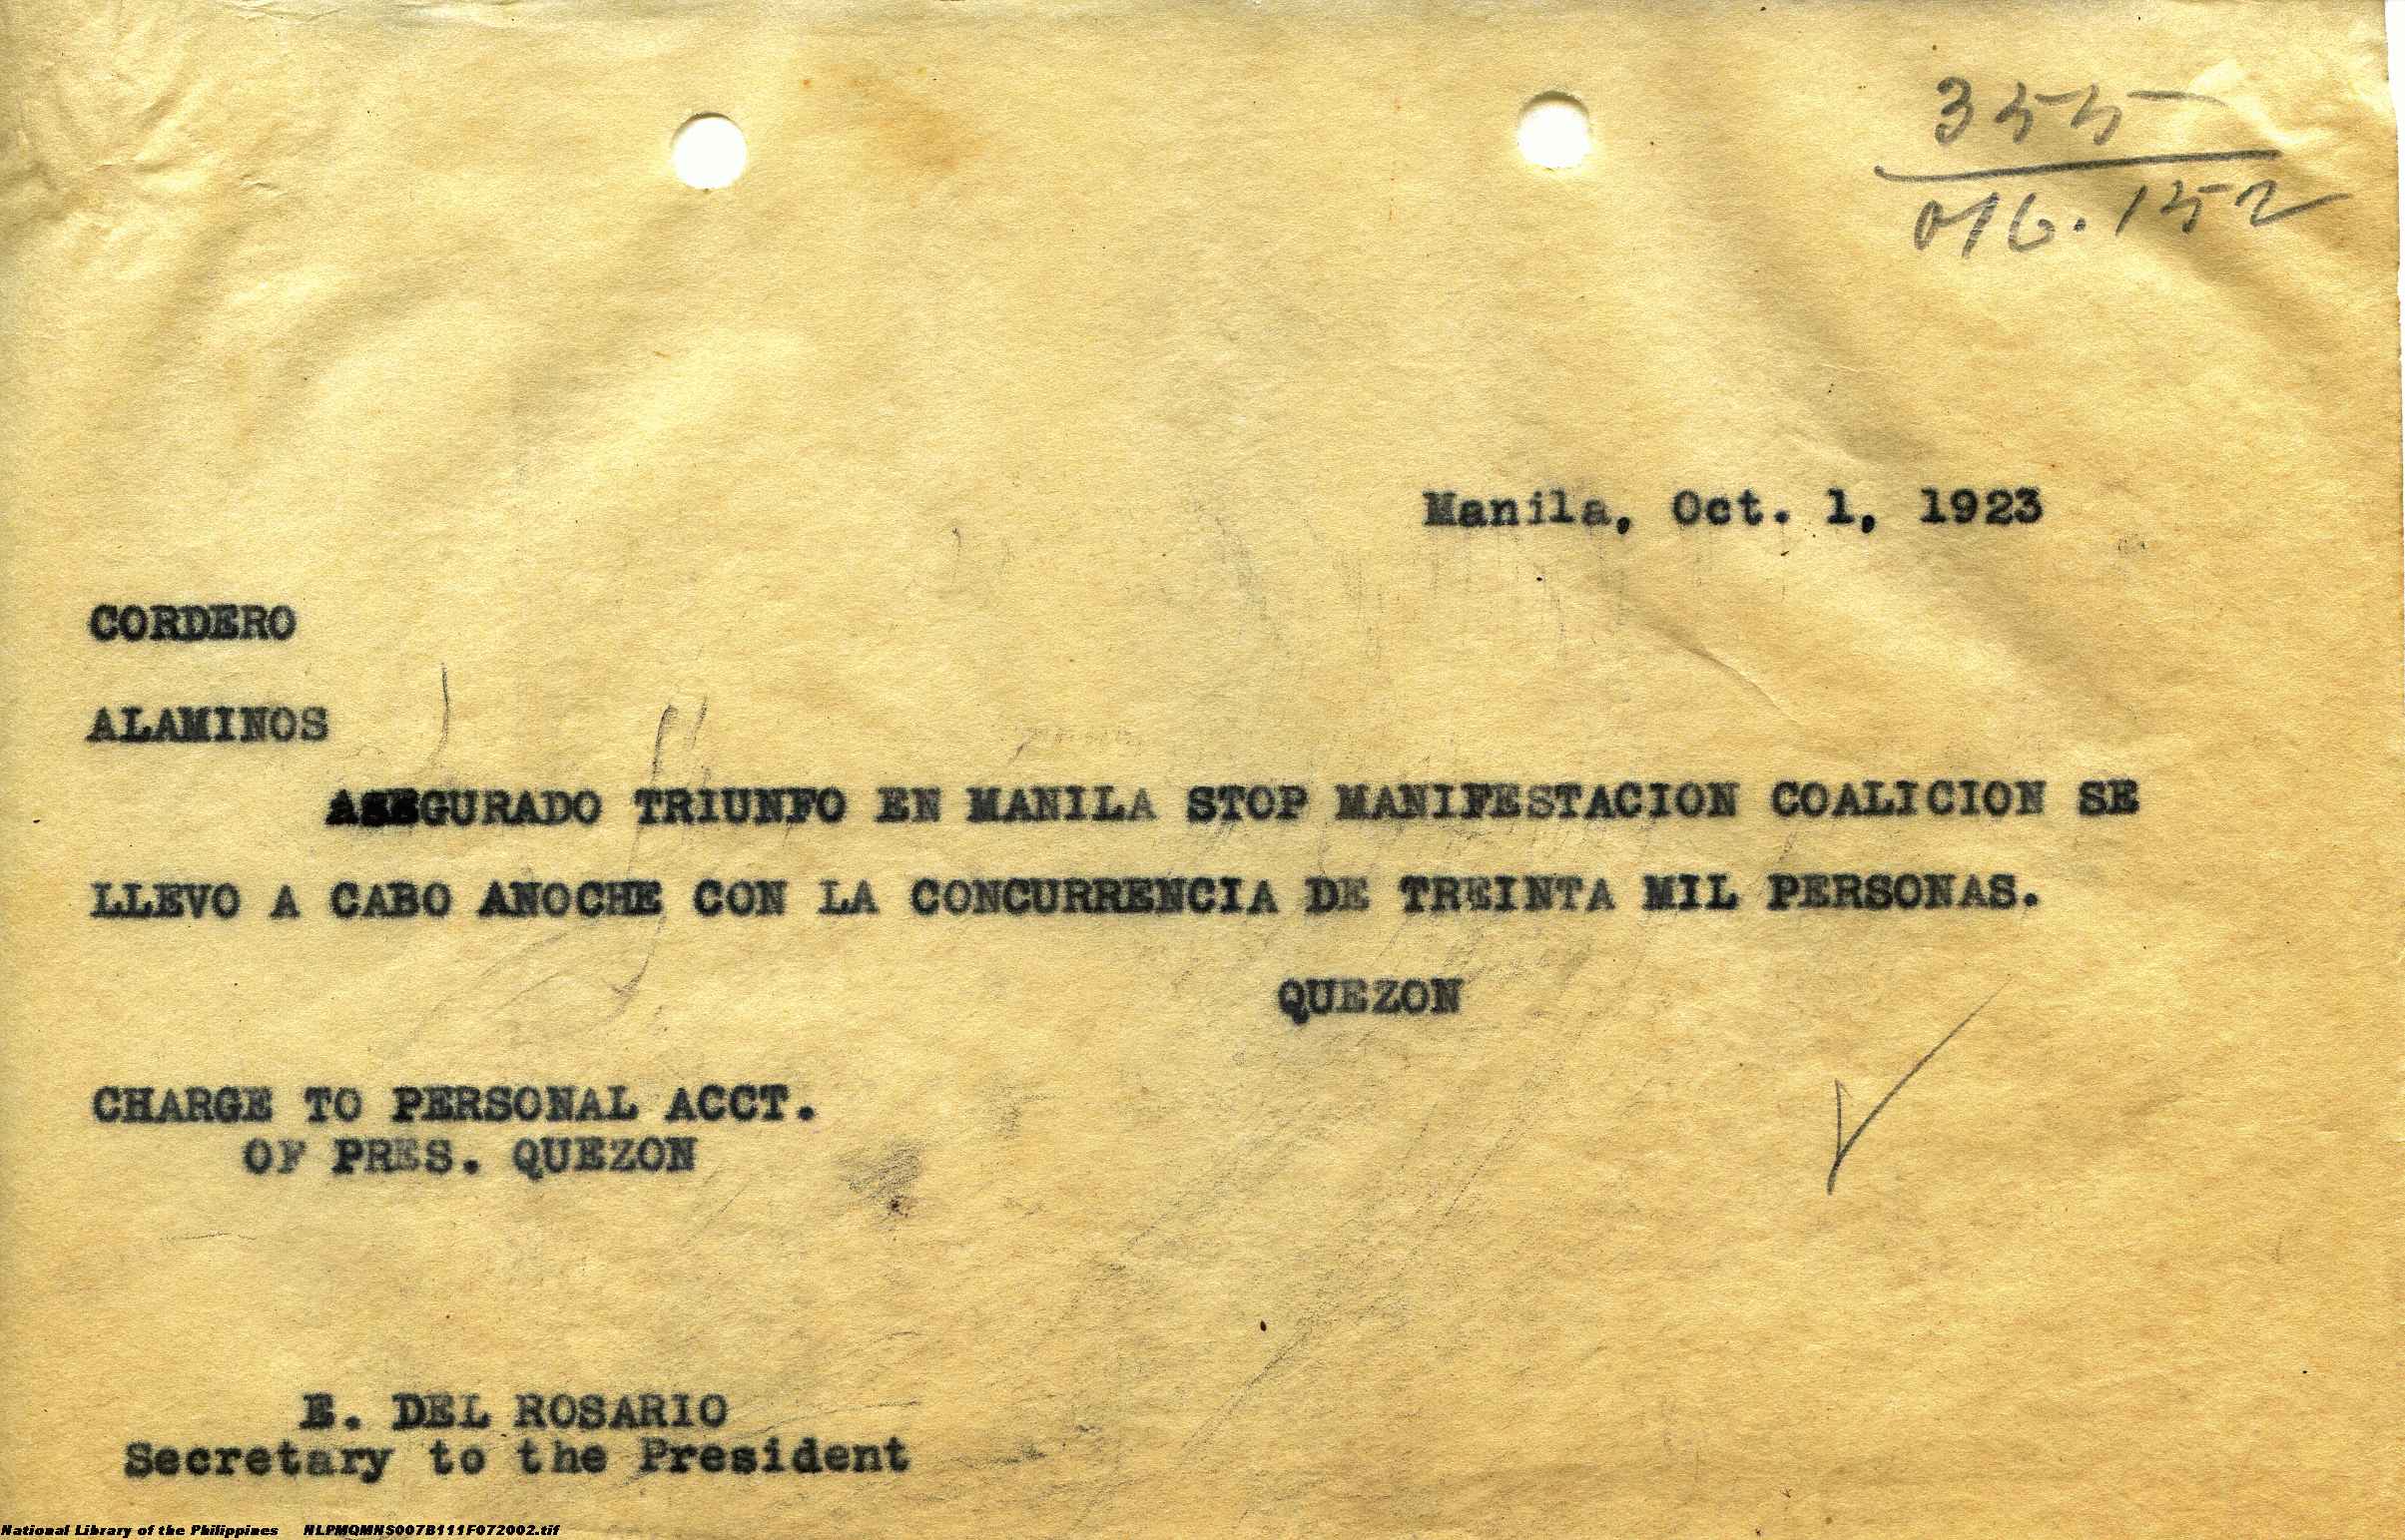 355
016.152
Manila, Oct. 1, 1923
CORDERO
ALAMINOS
ASEGURADO TRIUNFO EN MANILA STOP MANIFESTACION COALICION SE
LLEVO A CABO ANOCHE CON LA CONCURRENCIA DE TREINTA MIL PERSONAS.
QUEZON
CHARGE TO PERSONAL ACCT.
OF PRES. QUEZON
E. DEL ROSARIO
Secretary to the President
National Library of the Philippines NLPMQMNS007B111F072002.tif